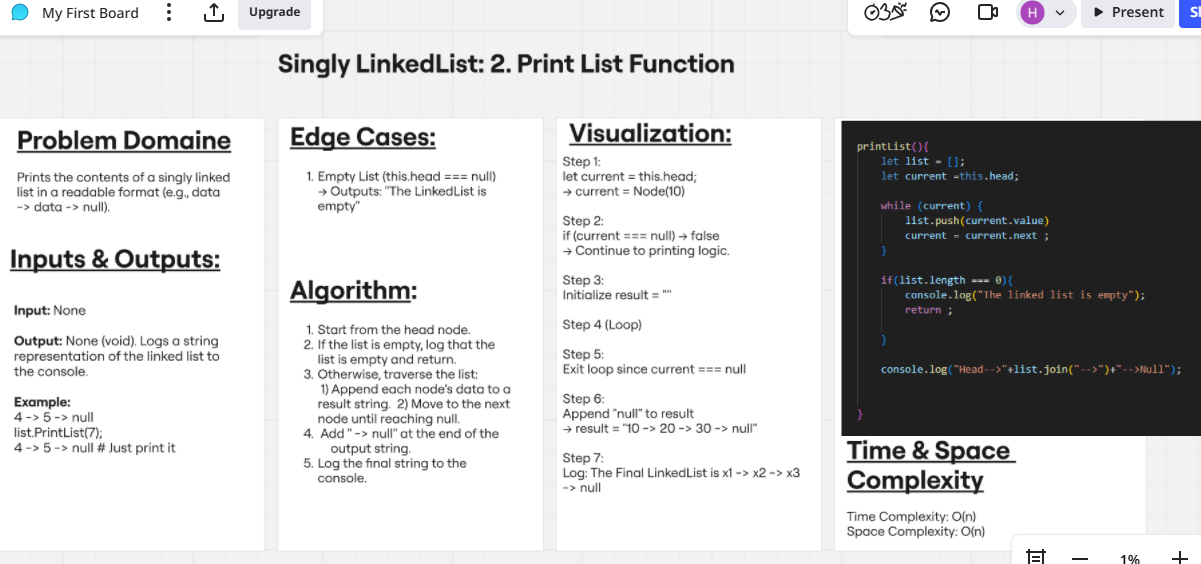 My First Board
Upgrade
H
Present
Singly LinkedList: 2. Print List Function
Problem Domaine
Prints the contents of a singly linked
list in a readable format (e.g., data
-> data -> null).
Inputs & Outputs:
Input: None
Output: None (void). Logs a string
representation of the linked list to
the console.
Example:
4 -> 5 -> null
list.PrintList(7);
4 -> 5 -> null # Just print it
Edge Cases:
1. Empty List (this.head === null)
→ Outputs: "The LinkedList is
empty"
Algorithm:
1. Start from the head node.
2. If the list is empty, log that the
list is empty and return.
3. Otherwise, traverse the list:
1) Append each node's data to a
result string. 2) Move to the next
node until reaching null.
4. Add " -> null" at the end of the
output string.
5. Log the final string to the
console.
Visualization:
Step 1:
let current = this.head;
→ current = Node(10)
Step 2:
if (current === null) → false
→ Continue to printing logic.
Step 3:
Initialize result = ""
Step 4 (Loop)
Step 5:
Exit loop since current === null
Step 6:
Append "null" to result
→ result = "10 -> 20 -> 30 -> null"
Step 7:
Log: The Final LinkedList is x1 -> x2 -> x3
-> null
printList(){
let list = [];
let current =this.head;
while (current) {
list.push(current.value)
current = current.next ;
}
if(list.length === 0){
console.log("The linked list is empty");
return ;
}
console.log("Head-->"+list.join("-->")+"-->Null");
}
Time & Space
Complexity
Time Complexity: O(n)
Space Complexity: O(n)
1%